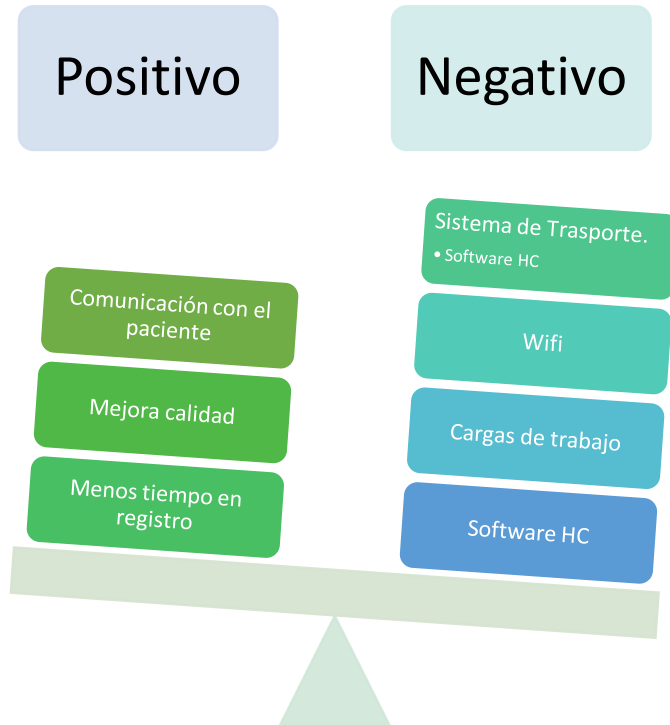 Positivo
Negativo
Comunicación con el
paciente
Mejora calidad
Menos tiempo en
registro
Sistema de Trasporte.
• Software HC
Wifi
Cargas de trabajo
Software HC